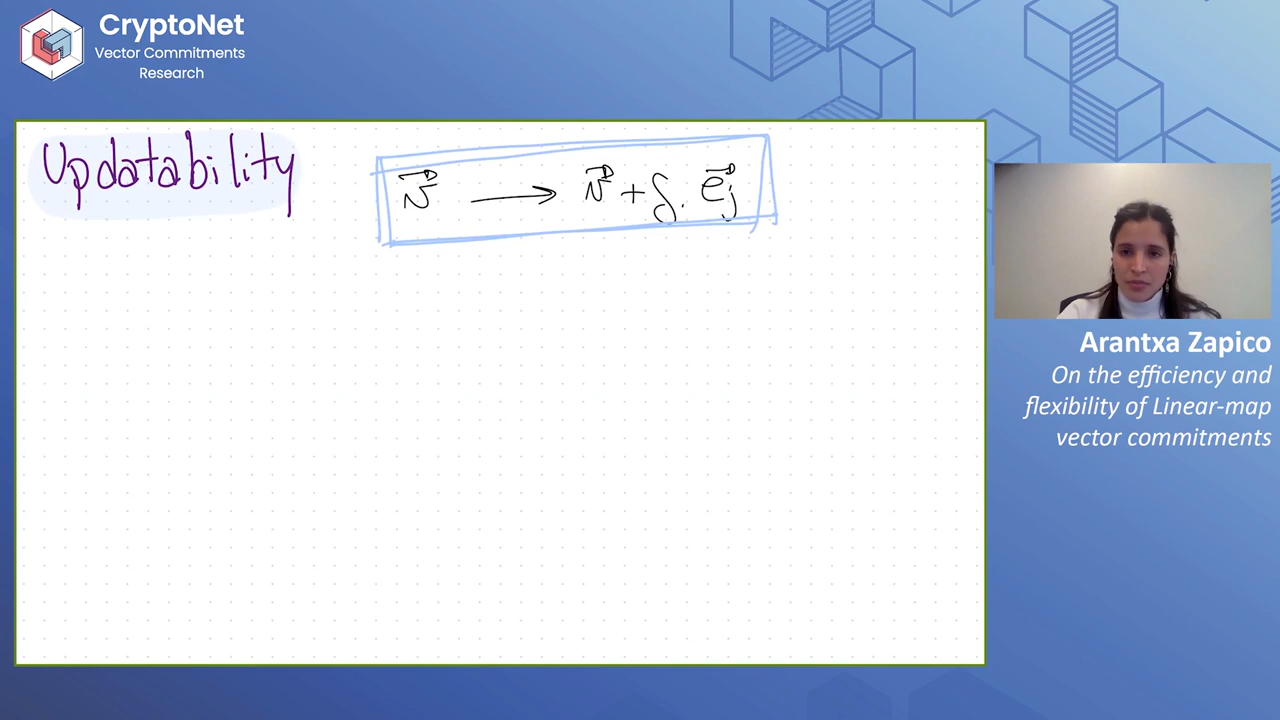 CryptoNet
Vector Commitments
Research
Updatability
v⃗ ⟶ v⃗ + δ. e⃗j
Arantxa Zapico
On the efficiency and
flexibility of Linear-map
vector commitments